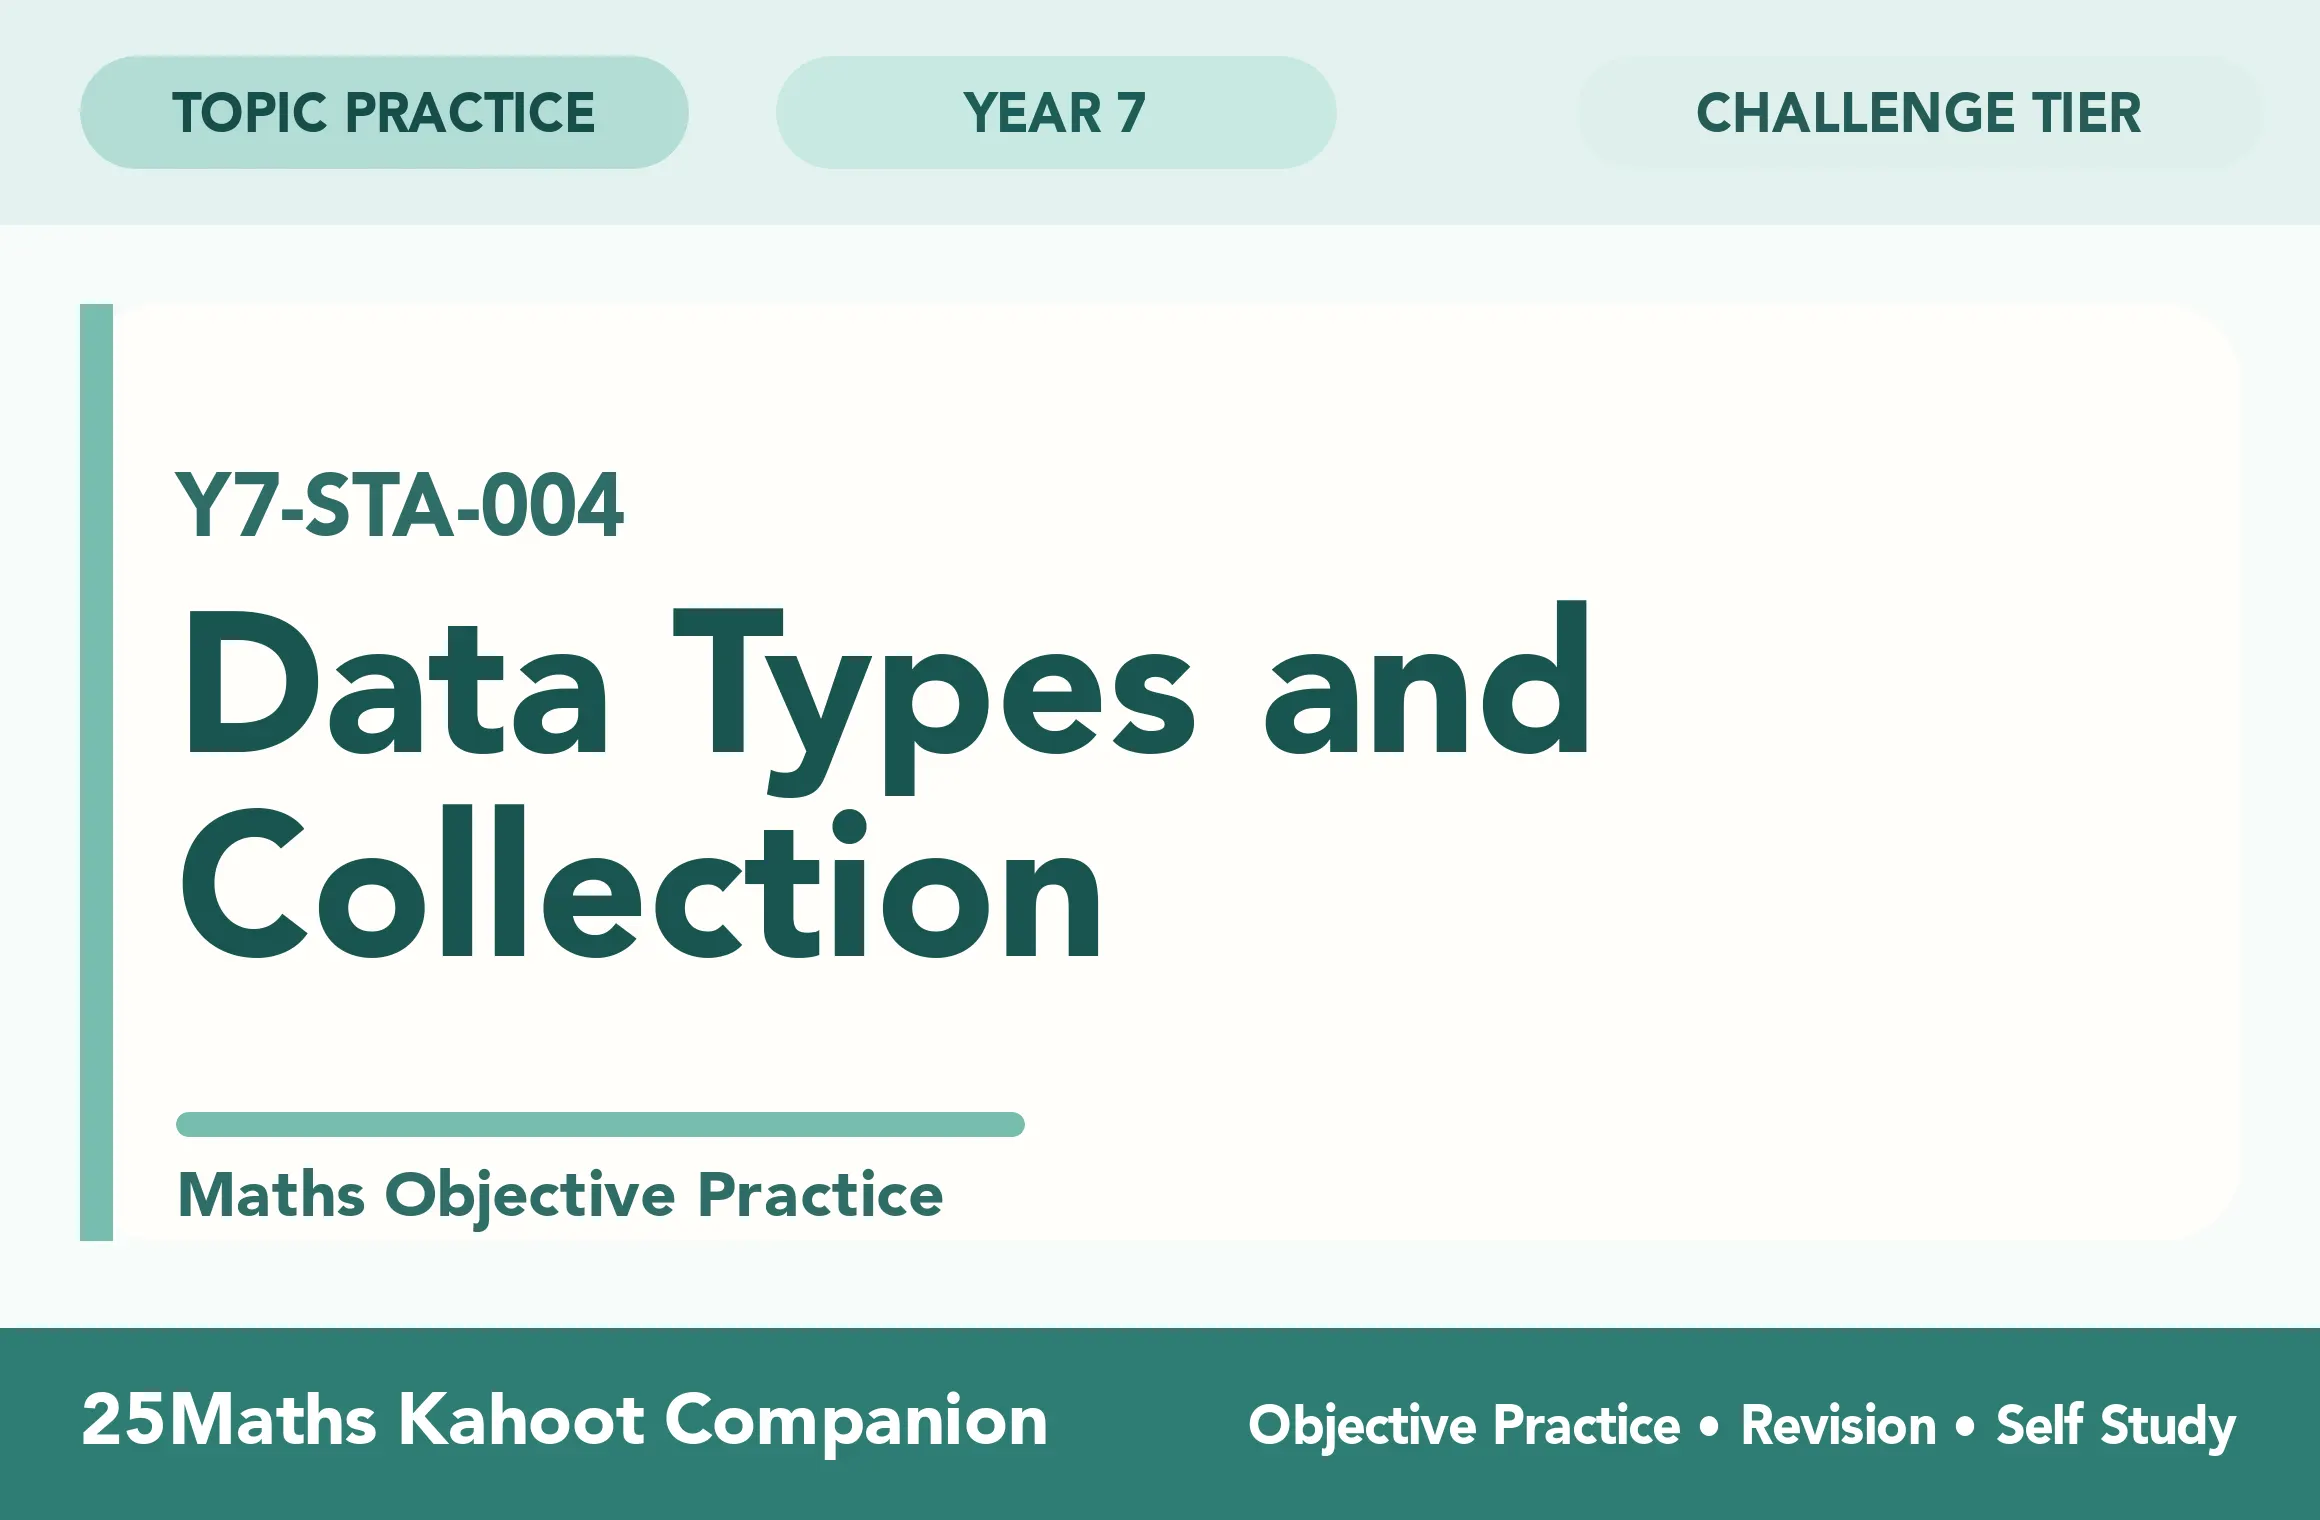 TOPIC PRACTICE
YEAR 7
CHALLENGE TIER
Y7-STA-004
Data Types and
Collection
Maths Objective Practice
25Maths Kahoot Companion
Objective Practice • Revision • Self Study